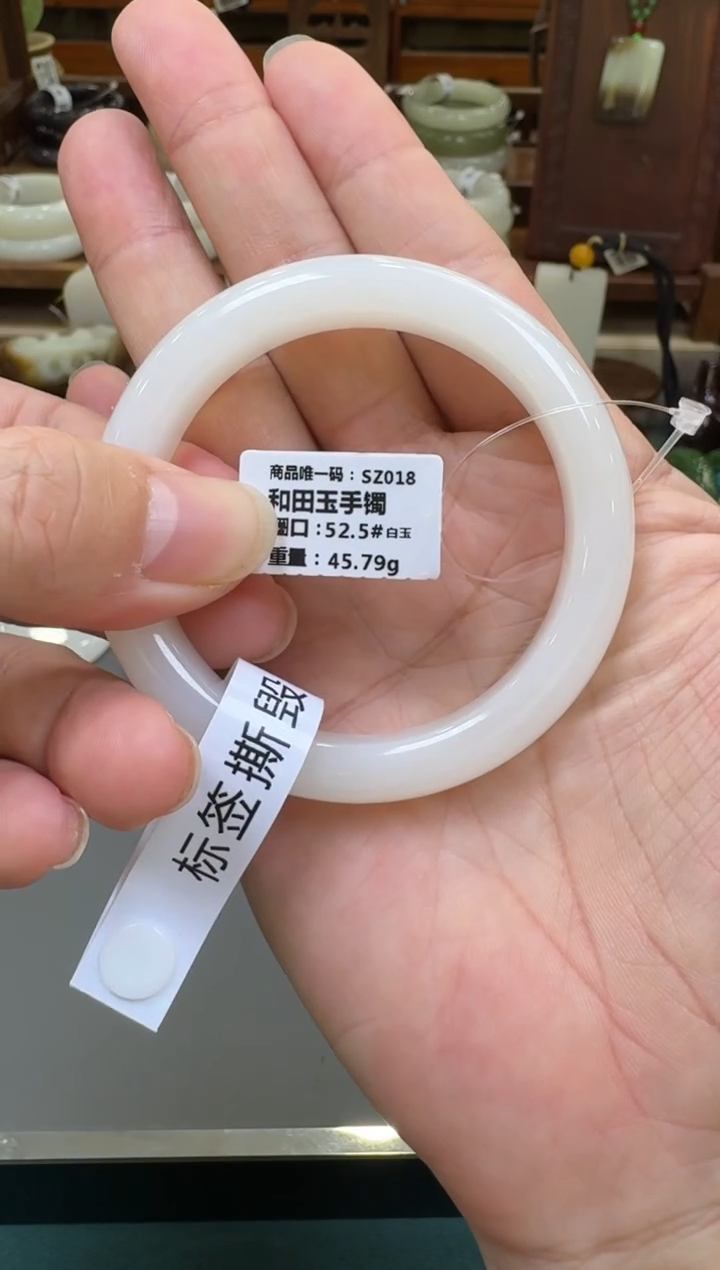 商品唯一码：SZ018
和田玉手镯
圈口：52.5#白玉
重量：45.79g
标签撕毁